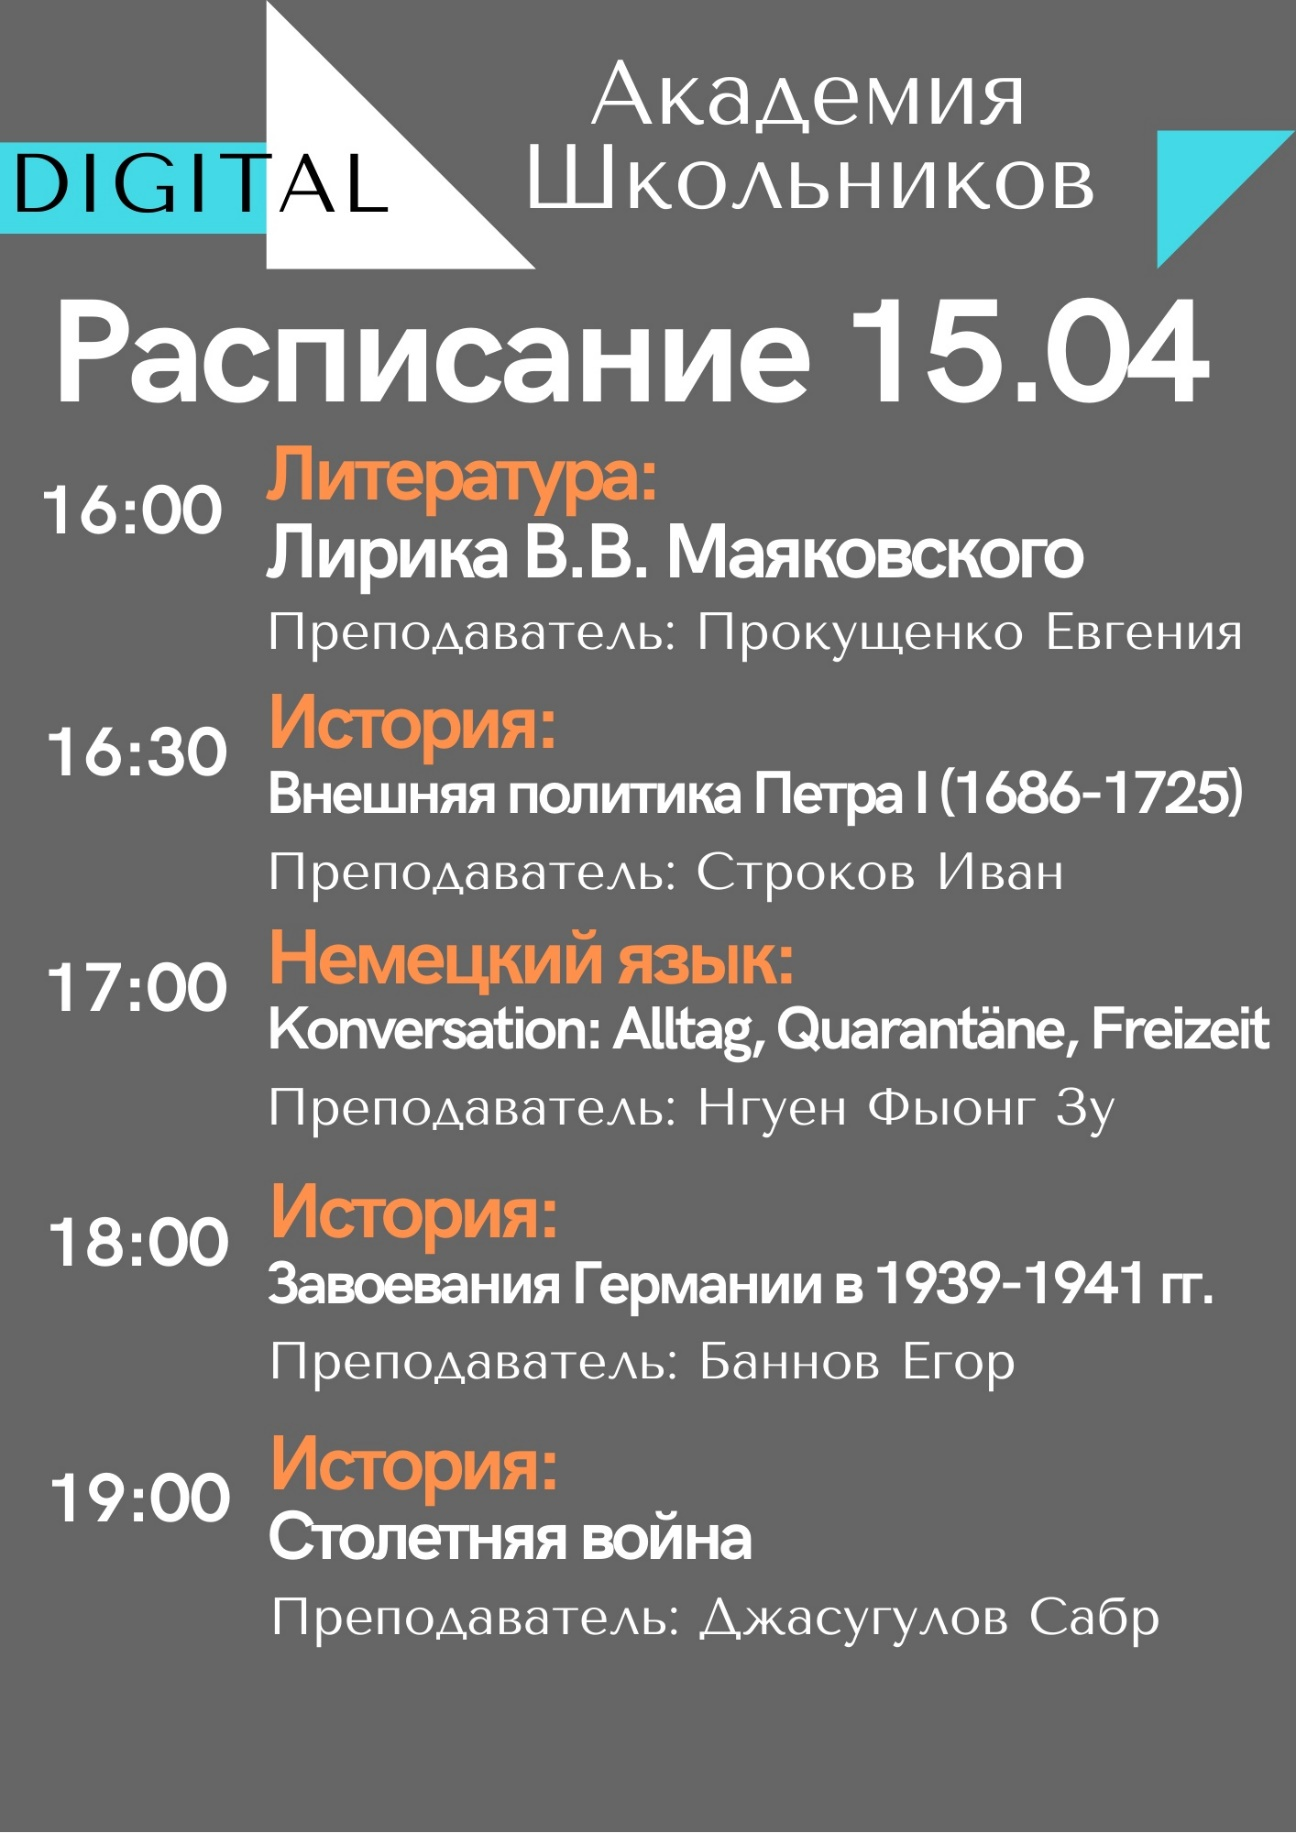 DIGITAL
Академия
Школьников
Расписание 15.04
16:00
Литература:
Лирика В.В. Маяковского
Преподаватель: Прокущенко Евгения
16:30
История:
Внешняя политика Петра I (1686-1725)
Преподаватель: Строков Иван
17:00
Немецкий язык:
Konversation: Alltag, Quarantäne, Freizeit
Преподаватель: Нгуен Фыонг Зу
18:00
История:
Завоевания Германии в 1939-1941 гг.
Преподаватель: Баннов Егор
19:00
История:
Столетняя война
Преподаватель: Джасугулов Сабр